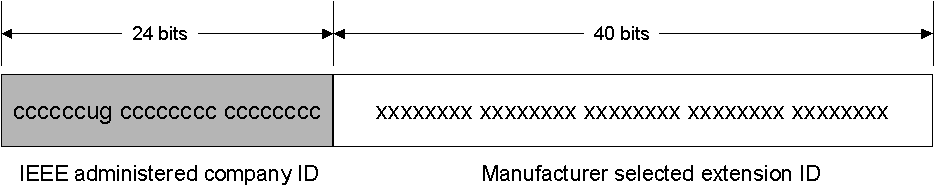 24 bits 40 bits
ccccccug cccccccc cccccccc xxxxxxxx xxxxxxxx xxxxxxxx xxxxxxxx xxxxxxxx
IEEE administered company ID Manufacturer selected extension ID